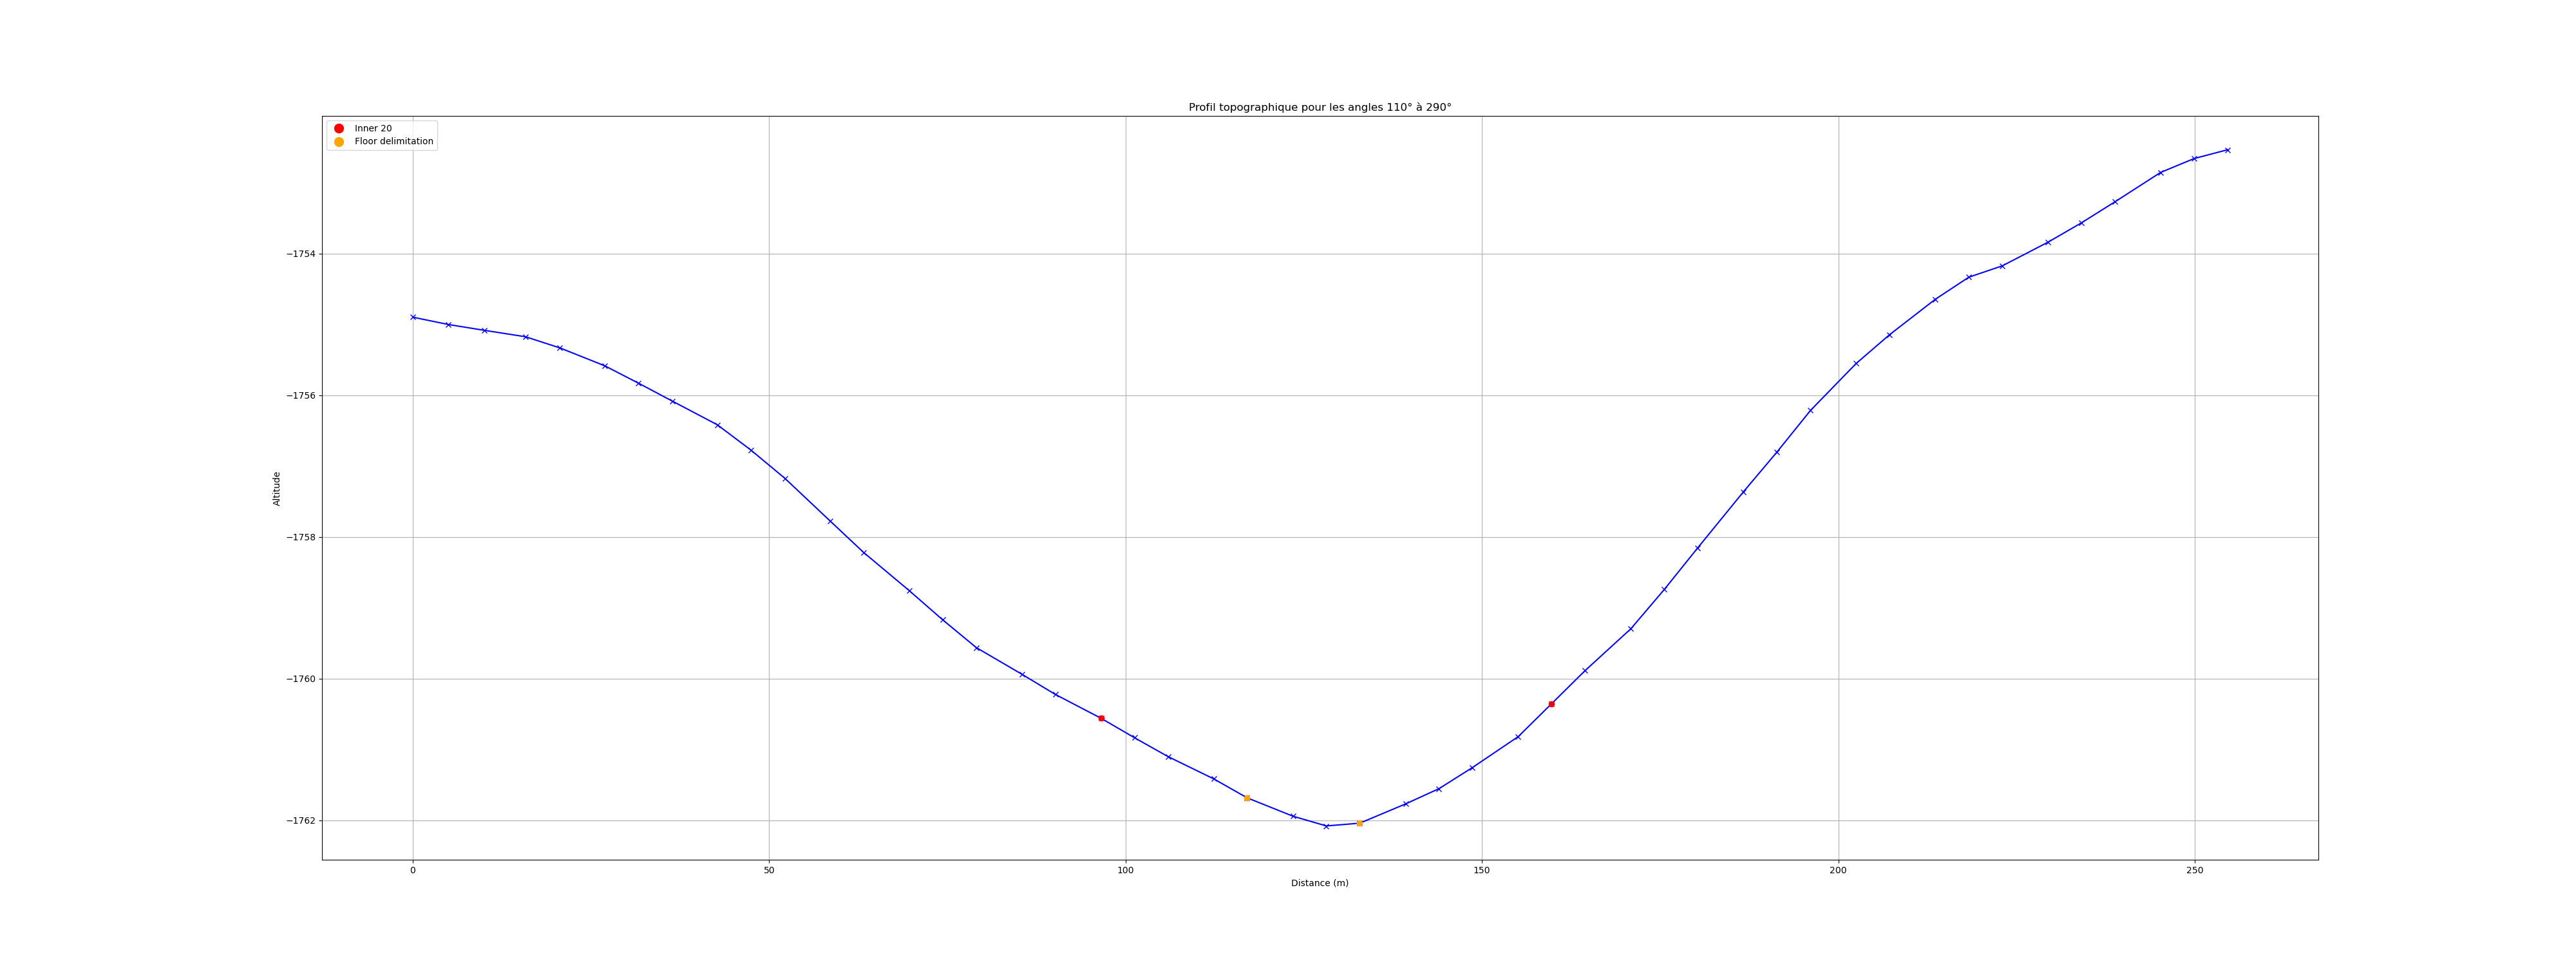 Profil topographique pour les angles 110° à 290°
Inner 20
Floor delimitation
−1754
−1756
−1758
−1760
−1762
Altitude
0 50 100 150 200 250
Distance (m)